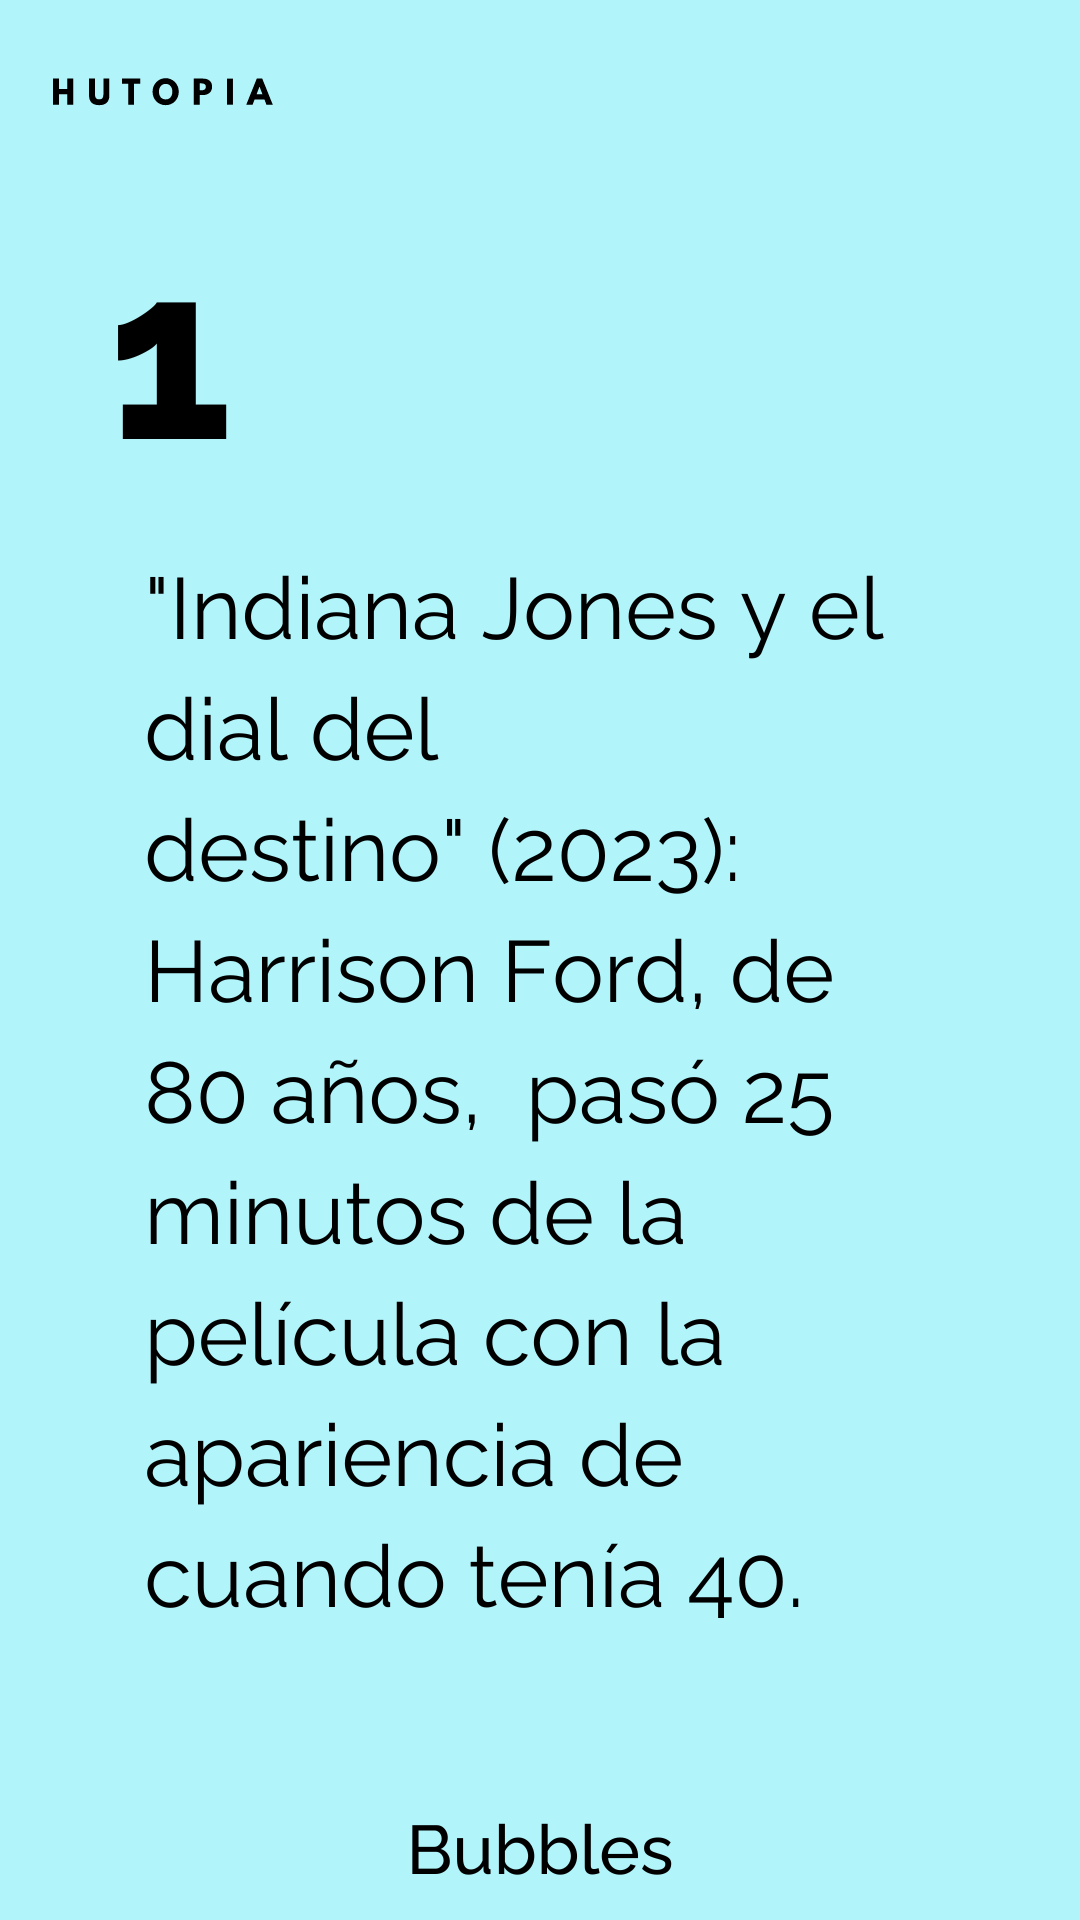 HUTOPIA
1
"Indiana Jones y el
dial del
destino" (2023):
Harrison Ford, de
80 años,  pasó 25
minutos de la
película con la
apariencia de
cuando tenía 40.
Bubbles